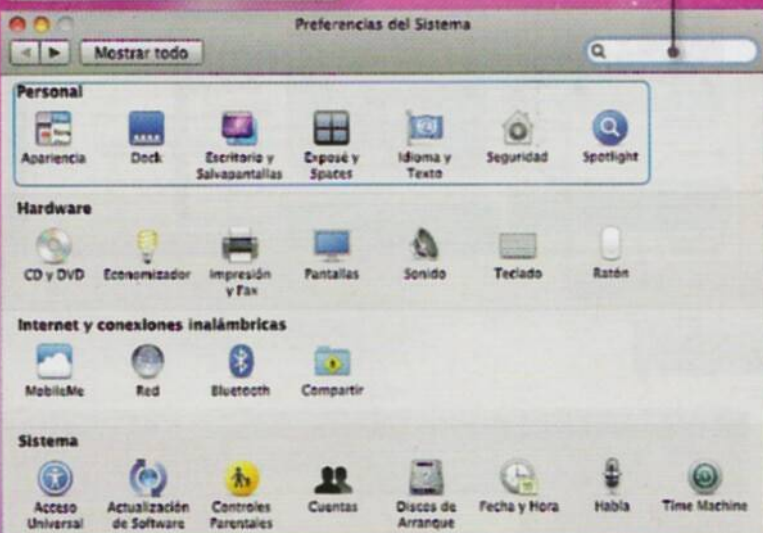 Preferencias del Sistema
Mostrar todo
Personal
Apariencia
Dock
Escritorio y
Salvapantallas
Exposé y
Spaces
Idioma y
Texto
Seguridad
Spotlight
Hardware
CD y DVD
Economizador
Impresión
y Fax
Pantallas
Sonido
Teclado
Ratón
Internet y conexiones inalámbricas
MobileMe
Red
Bluetooth
Compartir
Sistema
Acceso
Universal
Actualización
de Software
Controles
Parentales
Cuentas
Discos de
Arranque
Fecha y Hora
Habla
Time Machine